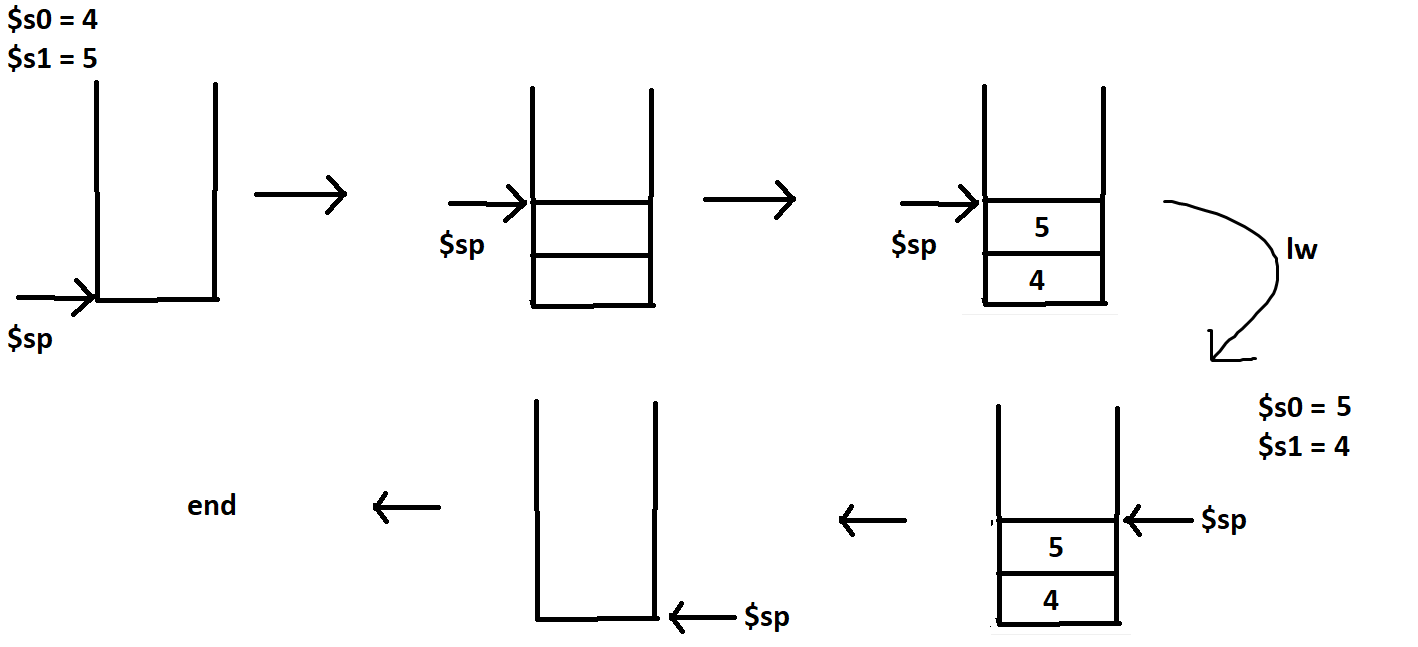 $s0 = 4
$s1 = 5
$sp
$sp
$sp
5
4
lw
$s0 = 5
$s1 = 4
$sp
5
4
$sp
end